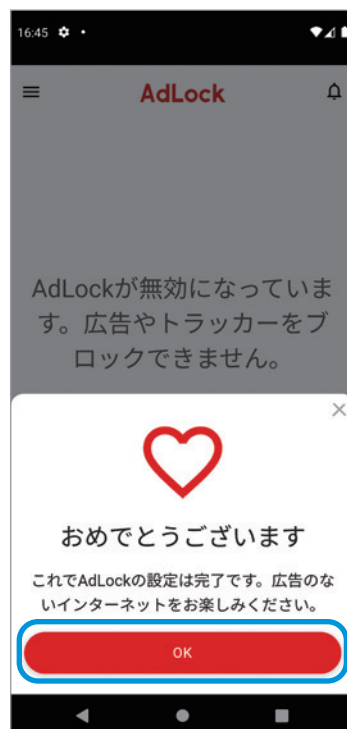 16:45
AdLock
AdLockが無効になっていま
す。広告やトラッカーをブ
ロックできません。
おめでとうございます
これでAdLockの設定は完了です。広告のな
いインターネットをお楽しみください。
OK